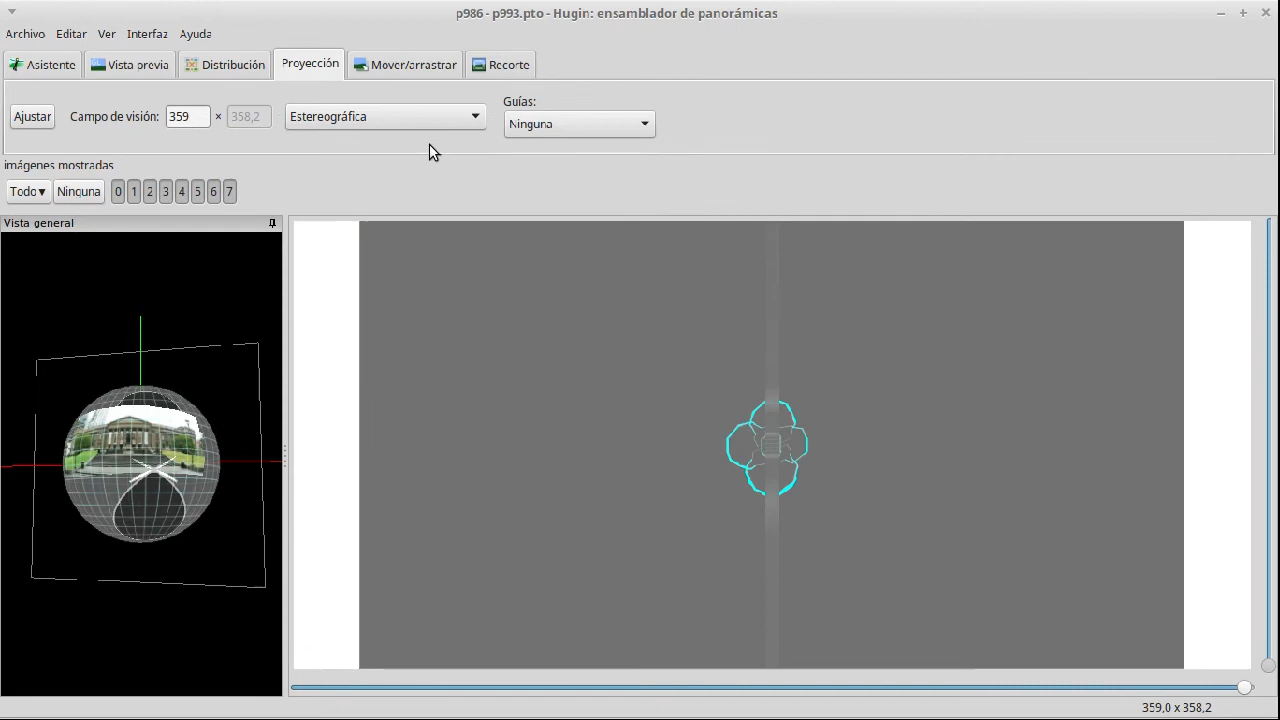 p986 - p993.pto - Hugin: ensamblador de panorámicas
Archivo Editar Ver Interfaz Ayuda
Asistente Vista previa Distribución Proyección Mover/arrastrar Recorte
Guías:
Ajustar Campo de visión: 359 × 358,2 Estereográfica Ninguna
imágenes mostradas
Todo▾ Ninguna 0 1 2 3 4 5 6 7
Vista general
359,0 x 358,2